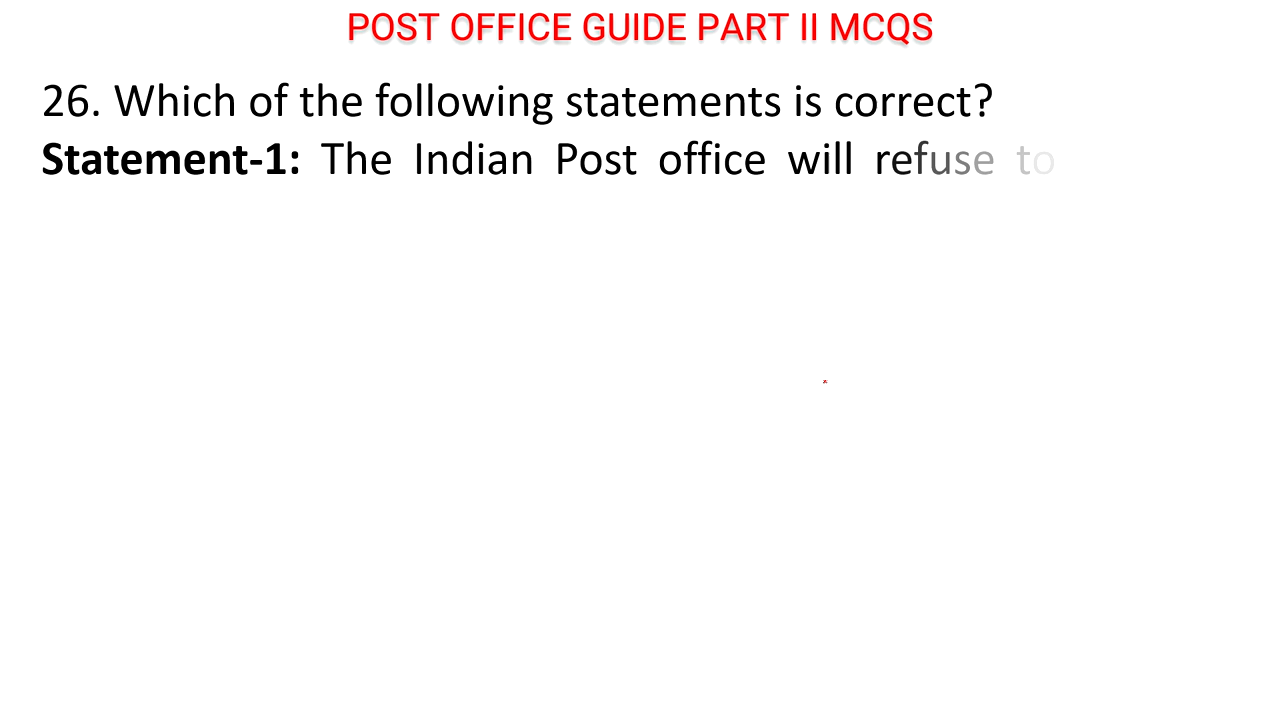 POST OFFICE GUIDE PART II MCQS
26. Which of the following statements is correct?
Statement-1: The Indian Post office will refuse to